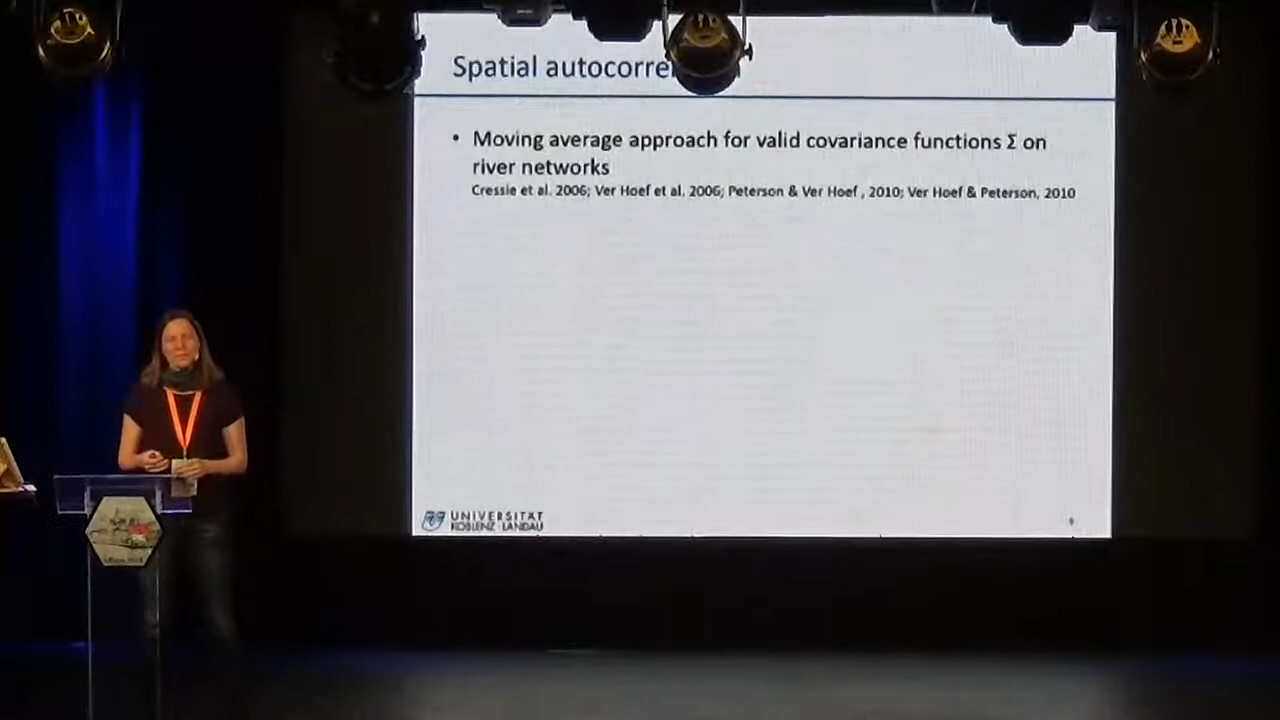 Spatial autocorre
• Moving average approach for valid covariance functions Σ on
river networks
Cressie et al. 2006; Ver Hoef et al. 2006; Peterson & Ver Hoef , 2010; Ver Hoef & Peterson, 2010
UNIVERSITÄT
KOBLENZ LANDAU